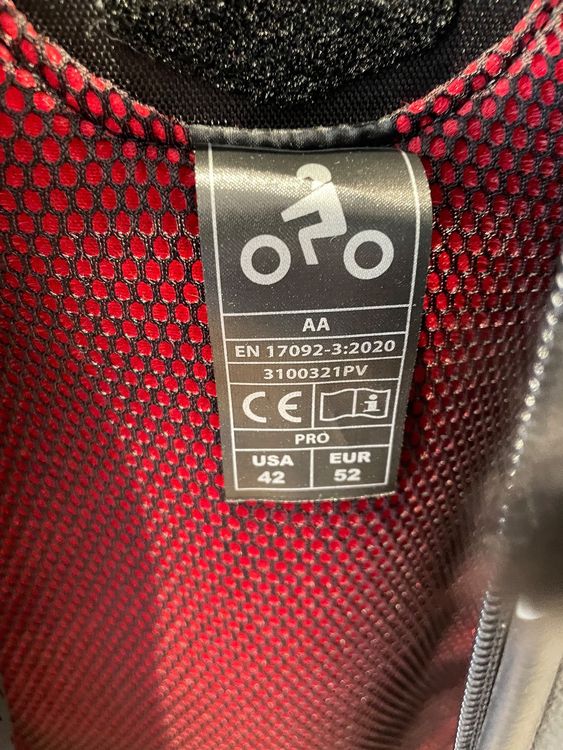 AA
EN 17092-3:2020
3100321PV
CE i
PRO
USA EUR
42 52